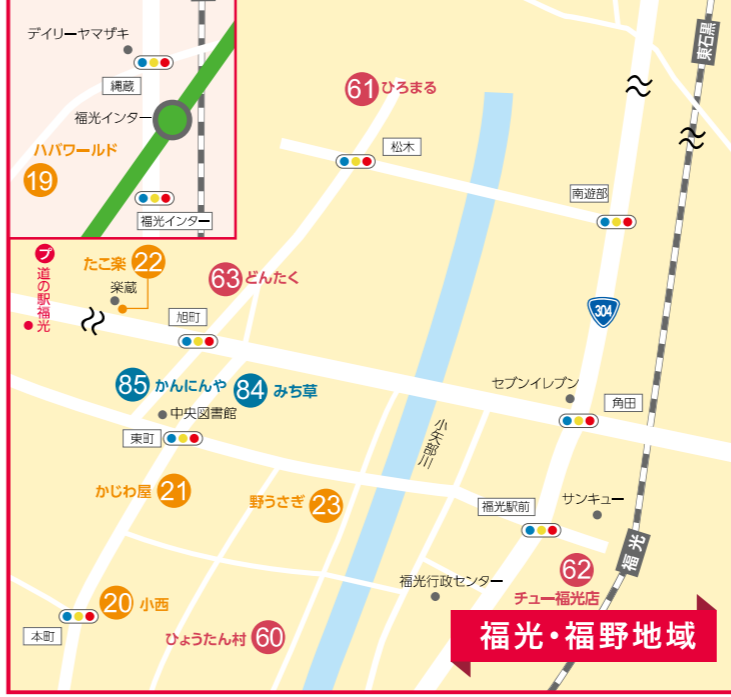 デイリーヤマザキ
縄蔵
福光インター
ハパワールド
19
福光インター
東石黒
61 ひろまる
松木
南遊部
プ
道の駅福光
たこ楽 22
楽蔵
63 どんたく
旭町
304
85 かんにんや
84 みち草
中央図書館
東町
セブンイレブン
角田
小矢部川
かじわ屋 21
野うさぎ 23
福光駅前
サンキュー
福光
62
チュー福光店
福光行政センター
20 小西
本町
ひょうたん村 60
福光・福野地域